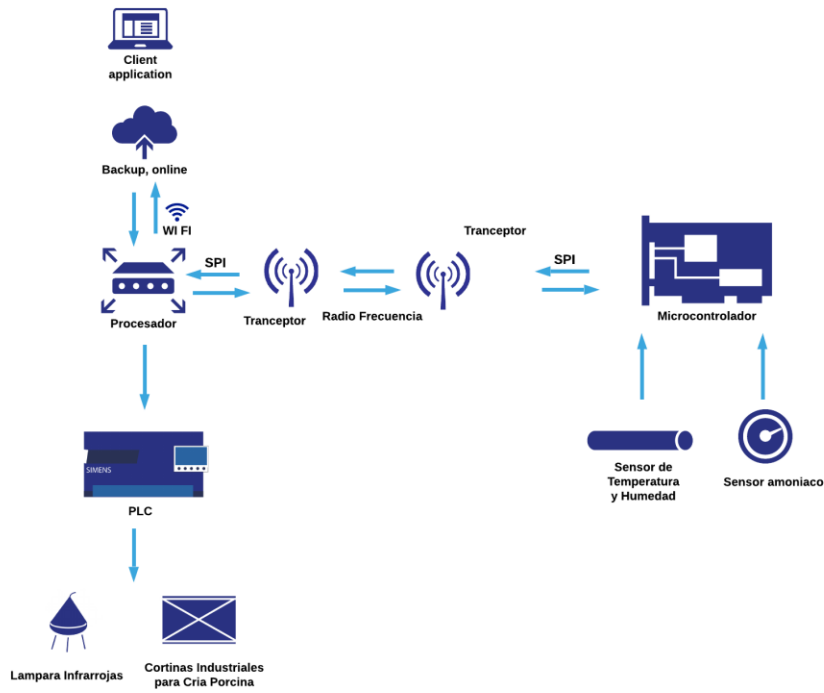 Client
application
Backup, online
WI FI
Tranceptor
SPI
SPI
Procesador
Tranceptor
Radio Frecuencia
Microcontrolador
SIMENS
PLC
Sensor de
Temperatura
y Humedad
Sensor amoniaco
Lampara Infrarrojas
Cortinas Industriales
para Cria Porcina